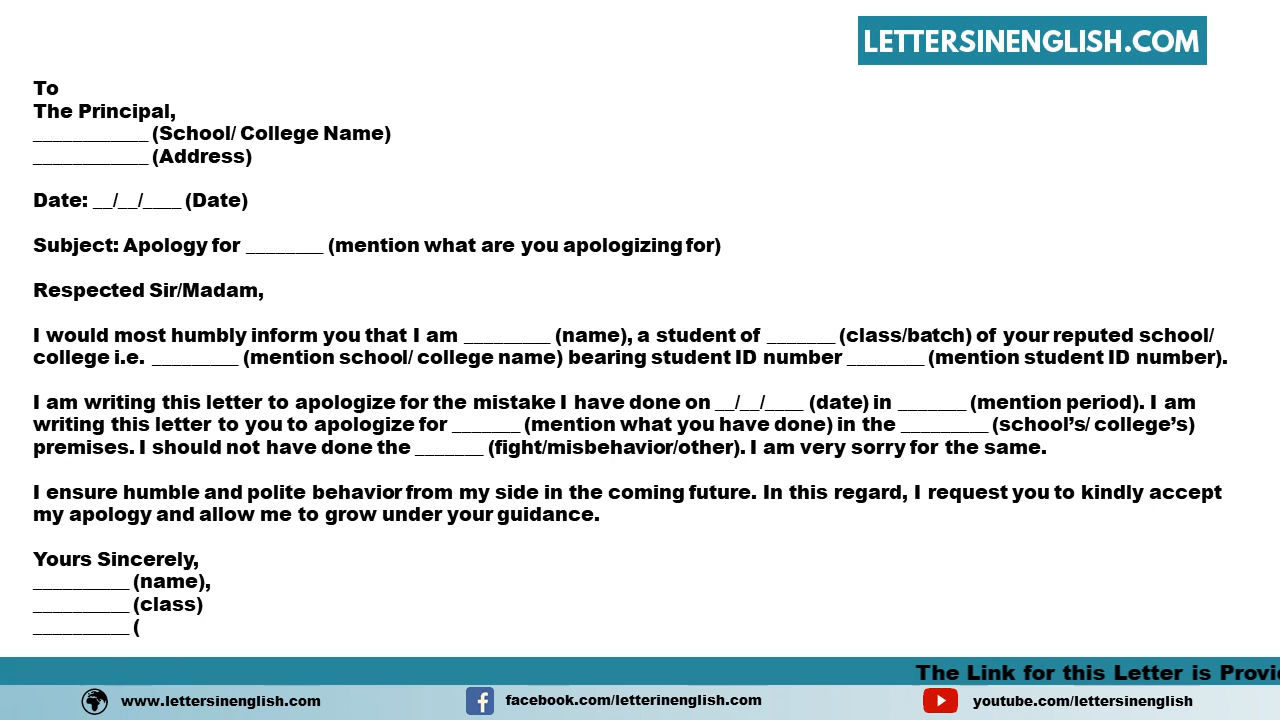 LETTERSINENGLISH.COM
To
The Principal,
____________ (School/ College Name)
____________ (Address)
Date: __/__/____ (Date)
Subject: Apology for ________ (mention what are you apologizing for)
Respected Sir/Madam,
I would most humbly inform you that I am _________ (name), a student of _______ (class/batch) of your reputed school/
college i.e. _________ (mention school/ college name) bearing student ID number ________ (mention student ID number).
I am writing this letter to apologize for the mistake I have done on __/__/____ (date) in _______ (mention period). I am
writing this letter to you to apologize for _______ (mention what you have done) in the _________ (school’s/ college’s)
premises. I should not have done the _______ (fight/misbehavior/other). I am very sorry for the same.
I ensure humble and polite behavior from my side in the coming future. In this regard, I request you to kindly accept
my apology and allow me to grow under your guidance.
Yours Sincerely,
__________ (name),
__________ (class)
__________ (
The Link for this Letter is Provi
www.lettersinenglish.com
facebook.com/letterinenglish.com
youtube.com/lettersinenglish